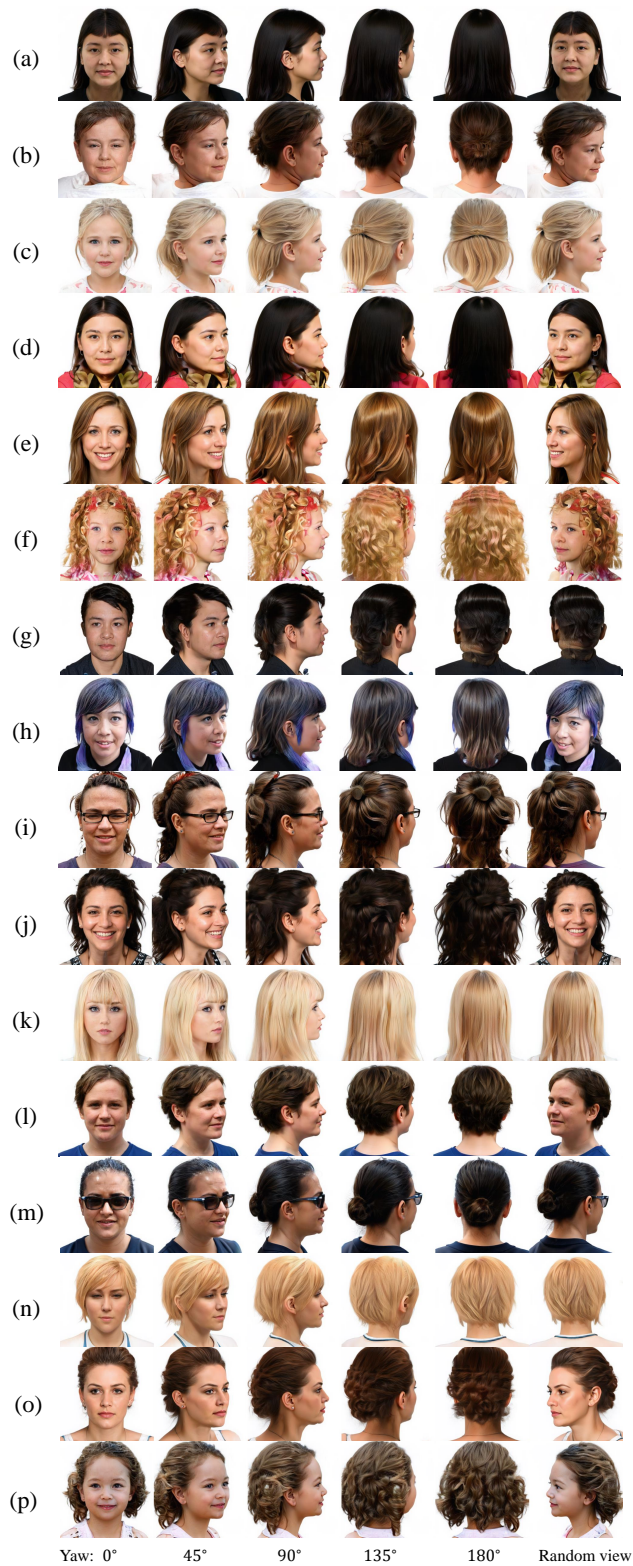 (a)
(b)
(c)
(d)
(e)
(f)
(g)
(h)
(i)
(j)
(k)
(l)
(m)
(n)
(o)
(p)
Yaw: 0° 45° 90° 135° 180° Random view